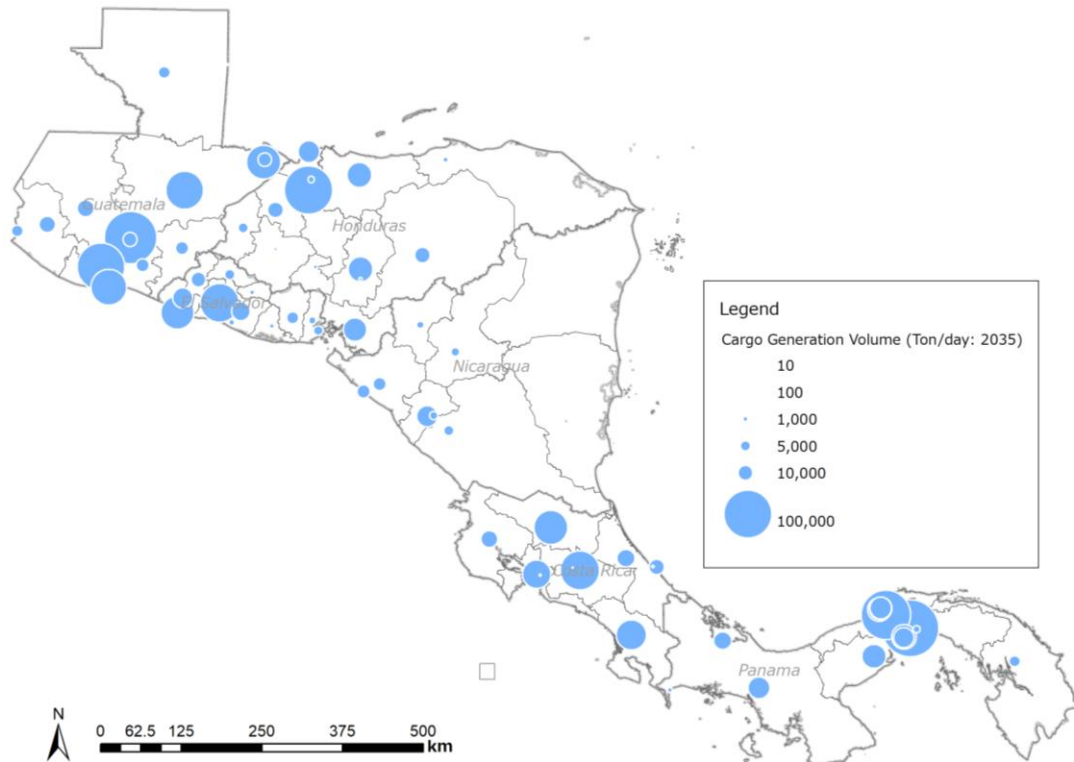 Guatemala
Honduras
El Salvador
Nicaragua
Costa Rica
Panama
Legend
Cargo Generation Volume (Ton/day: 2035)
10
100
1,000
5,000
10,000
100,000
N
0 62.5 125 250 375 500
km